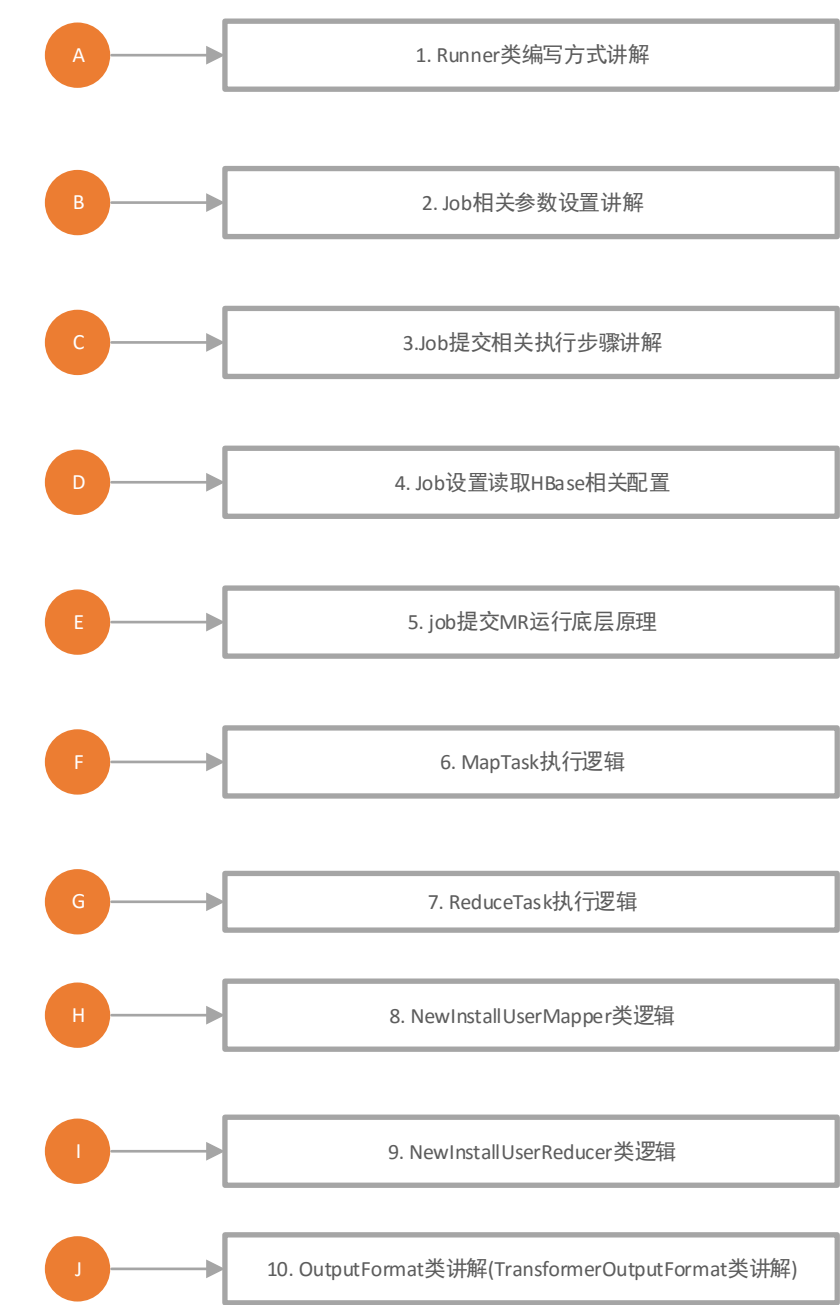 A
1. Runner类编写方式讲解
B
2. Job相关参数设置讲解
C
3.Job提交相关执行步骤讲解
D
4. Job设置读取HBase相关配置
E
5. job提交MR运行底层原理
F
6. MapTask执行逻辑
G
7. ReduceTask执行逻辑
H
8. NewInstallUserMapper类逻辑
I
9. NewInstallUserReducer类逻辑
J
10. OutputFormat类讲解(TransformerOutputFormat类讲解)